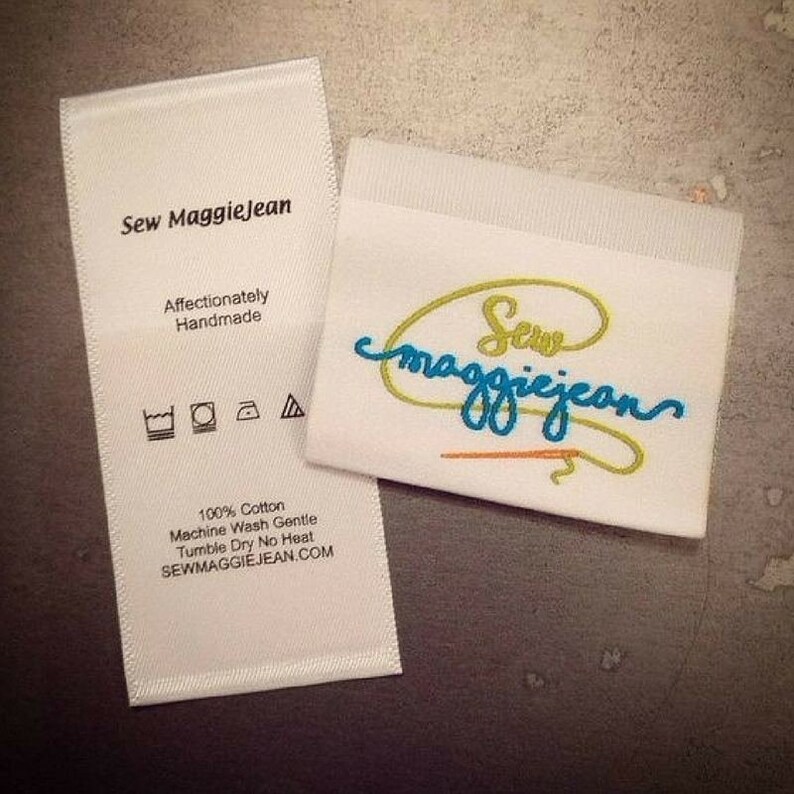 Sew MaggieJean
Affectionately
Handmade
100% Cotton
Machine Wash Gentle
Tumble Dry No Heat
SEWMAGGIEJEAN.COM
Sew
maggiejean